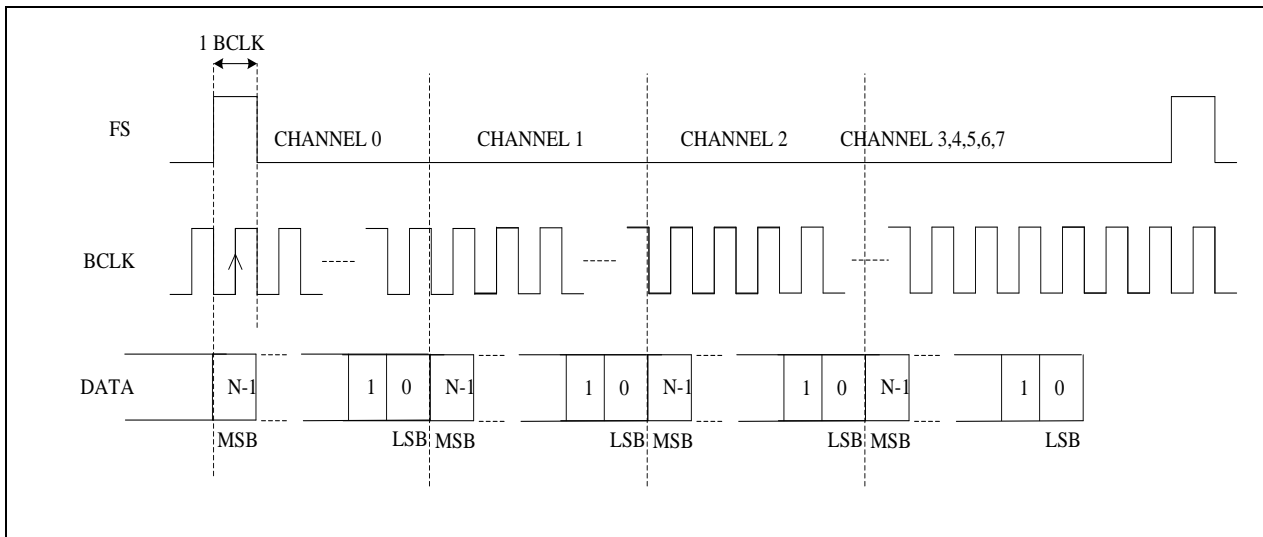 1 BCLK
FS
CHANNEL 0
CHANNEL 1
CHANNEL 2
CHANNEL 3,4,5,6,7
BCLK
DATA
N-1
1
0
N-1
1
0
N-1
1
0
N-1
1
0
MSB
LSB
MSB
LSB
MSB
LSB
MSB
LSB